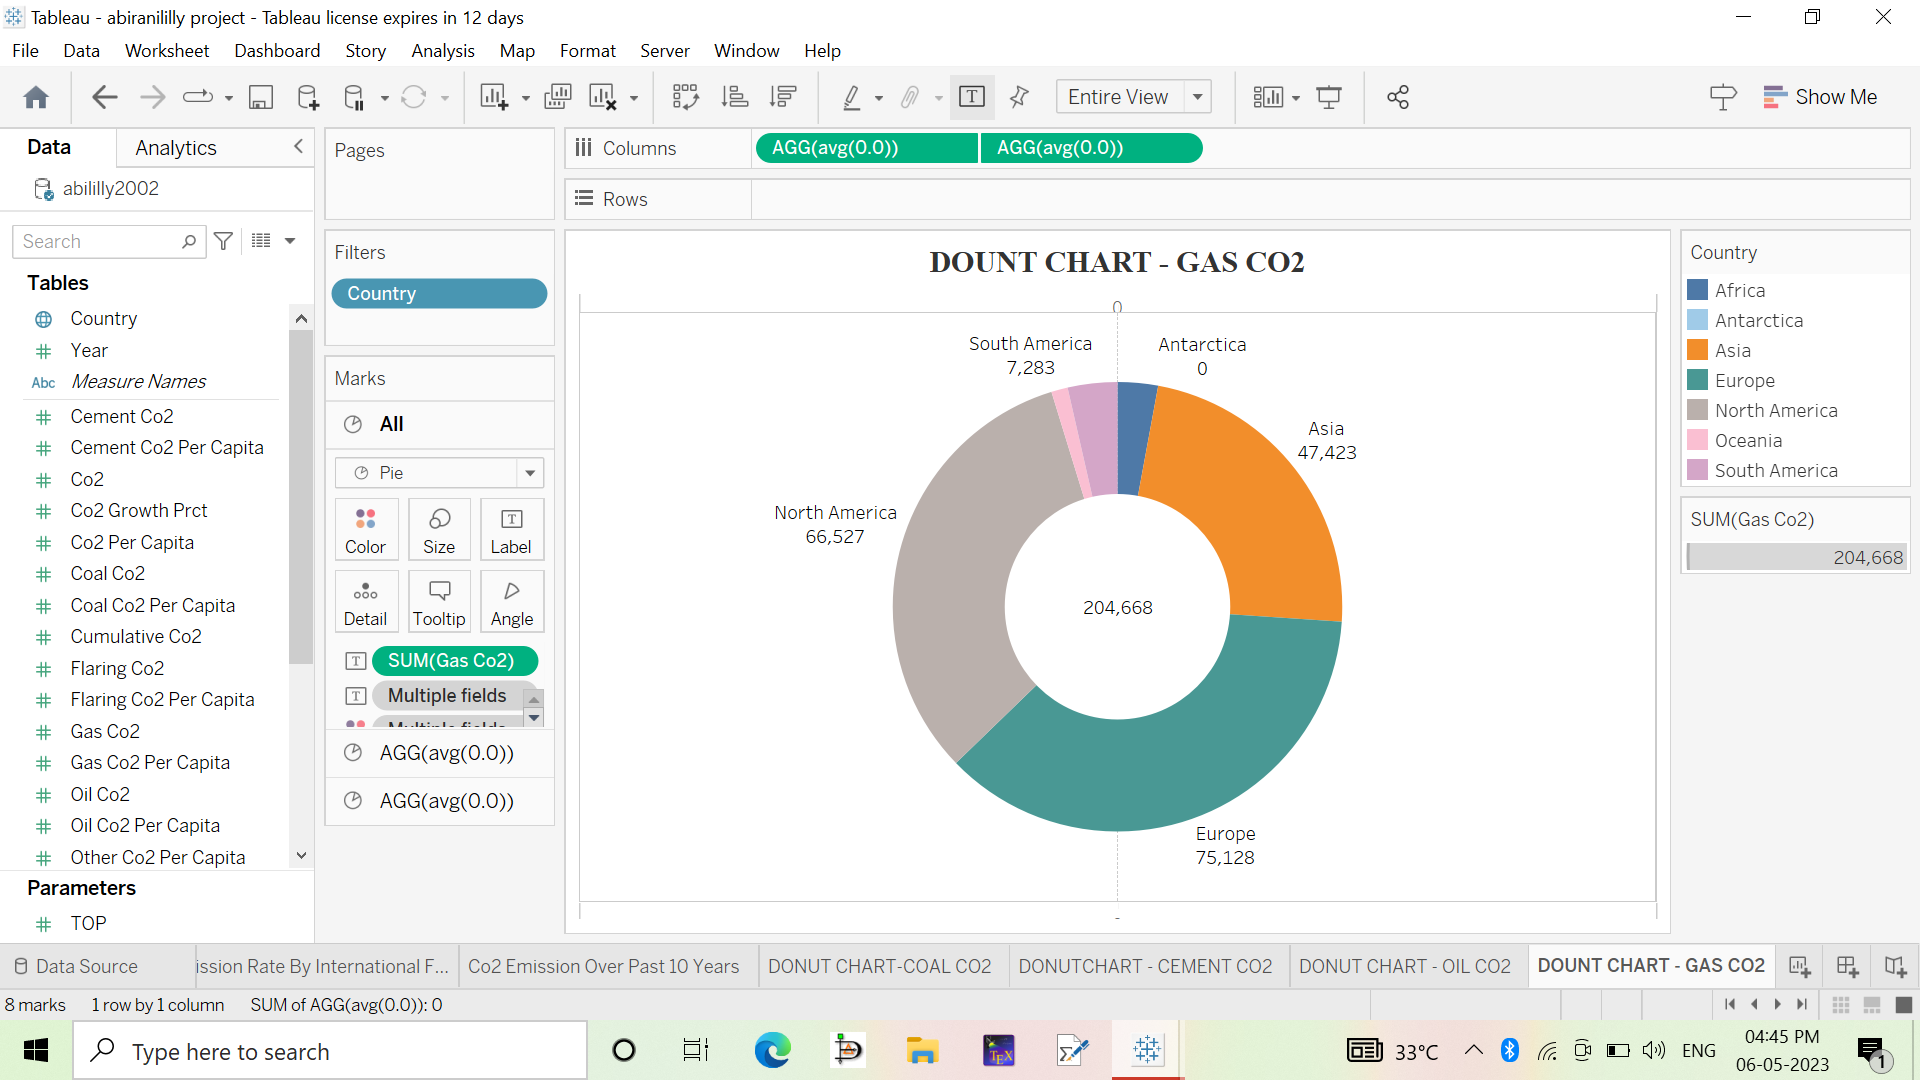 Tableau - abiranililly project - Tableau license expires in 12 days
File Data Worksheet Dashboard Story Analysis Map Format Server Window Help
Entire View
Show Me
Data
Analytics
abililly2002
Search
Tables
Country
Year
Abc Measure Names
Cement Co2
Cement Co2 Per Capita
Co2
Co2 Growth Prct
Co2 Per Capita
Coal Co2
Coal Co2 Per Capita
Cumulative Co2
Flaring Co2
Flaring Co2 Per Capita
Gas Co2
Gas Co2 Per Capita
Oil Co2
Oil Co2 Per Capita
Other Co2 Per Capita
Parameters
TOP
Pages
Filters
Country
Marks
All
Pie
Color Size Label
Detail Tooltip Angle
SUM(Gas Co2)
Multiple fields
Multiple fields
AGG(avg(0.0))
AGG(avg(0.0))
Columns AGG(avg(0.0)) AGG(avg(0.0))
Rows
DOUNT CHART - GAS CO2
0
South America
7,283
Antarctica
0
Asia
47,423
North America
66,527
204,668
Europe
75,128
Country
Africa
Antarctica
Asia
Europe
North America
Oceania
South America
SUM(Gas Co2)
204,668
Data Source
ission Rate By International F...
Co2 Emission Over Past 10 Years
DONUT CHART-COAL CO2
DONUTCHART - CEMENT CO2
DONUT CHART - OIL CO2
DOUNT CHART - GAS CO2
8 marks 1 row by 1 column SUM of AGG(avg(0.0)): 0
Type here to search
TEX
33°C
ENG
04:45 PM
06-05-2023
1